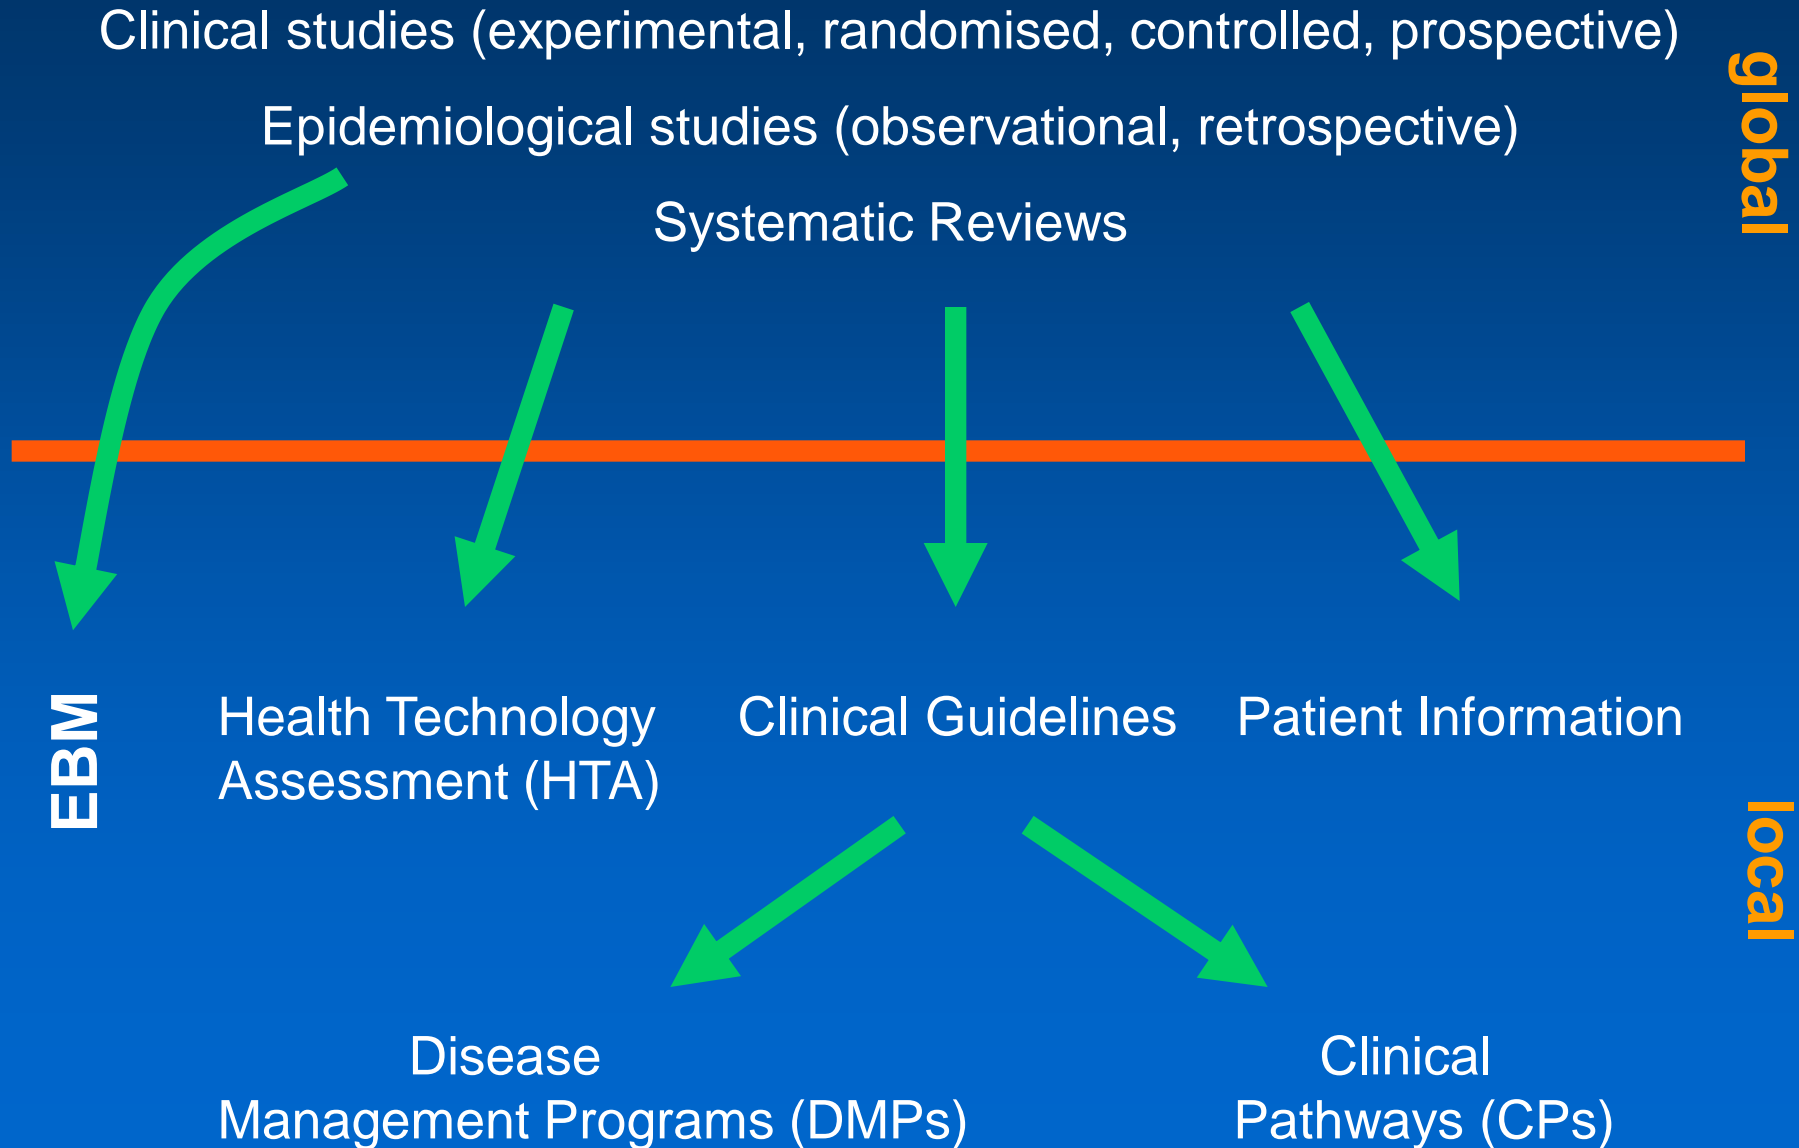 Clinical studies (experimental, randomised, controlled, prospective)
global
Epidemiological studies (observational, retrospective)
Systematic Reviews
EBM
Health Technology
Assessment (HTA)
Clinical Guidelines
Patient Information
local
Disease
Management Programs (DMPs)
Clinical
Pathways (CPs)